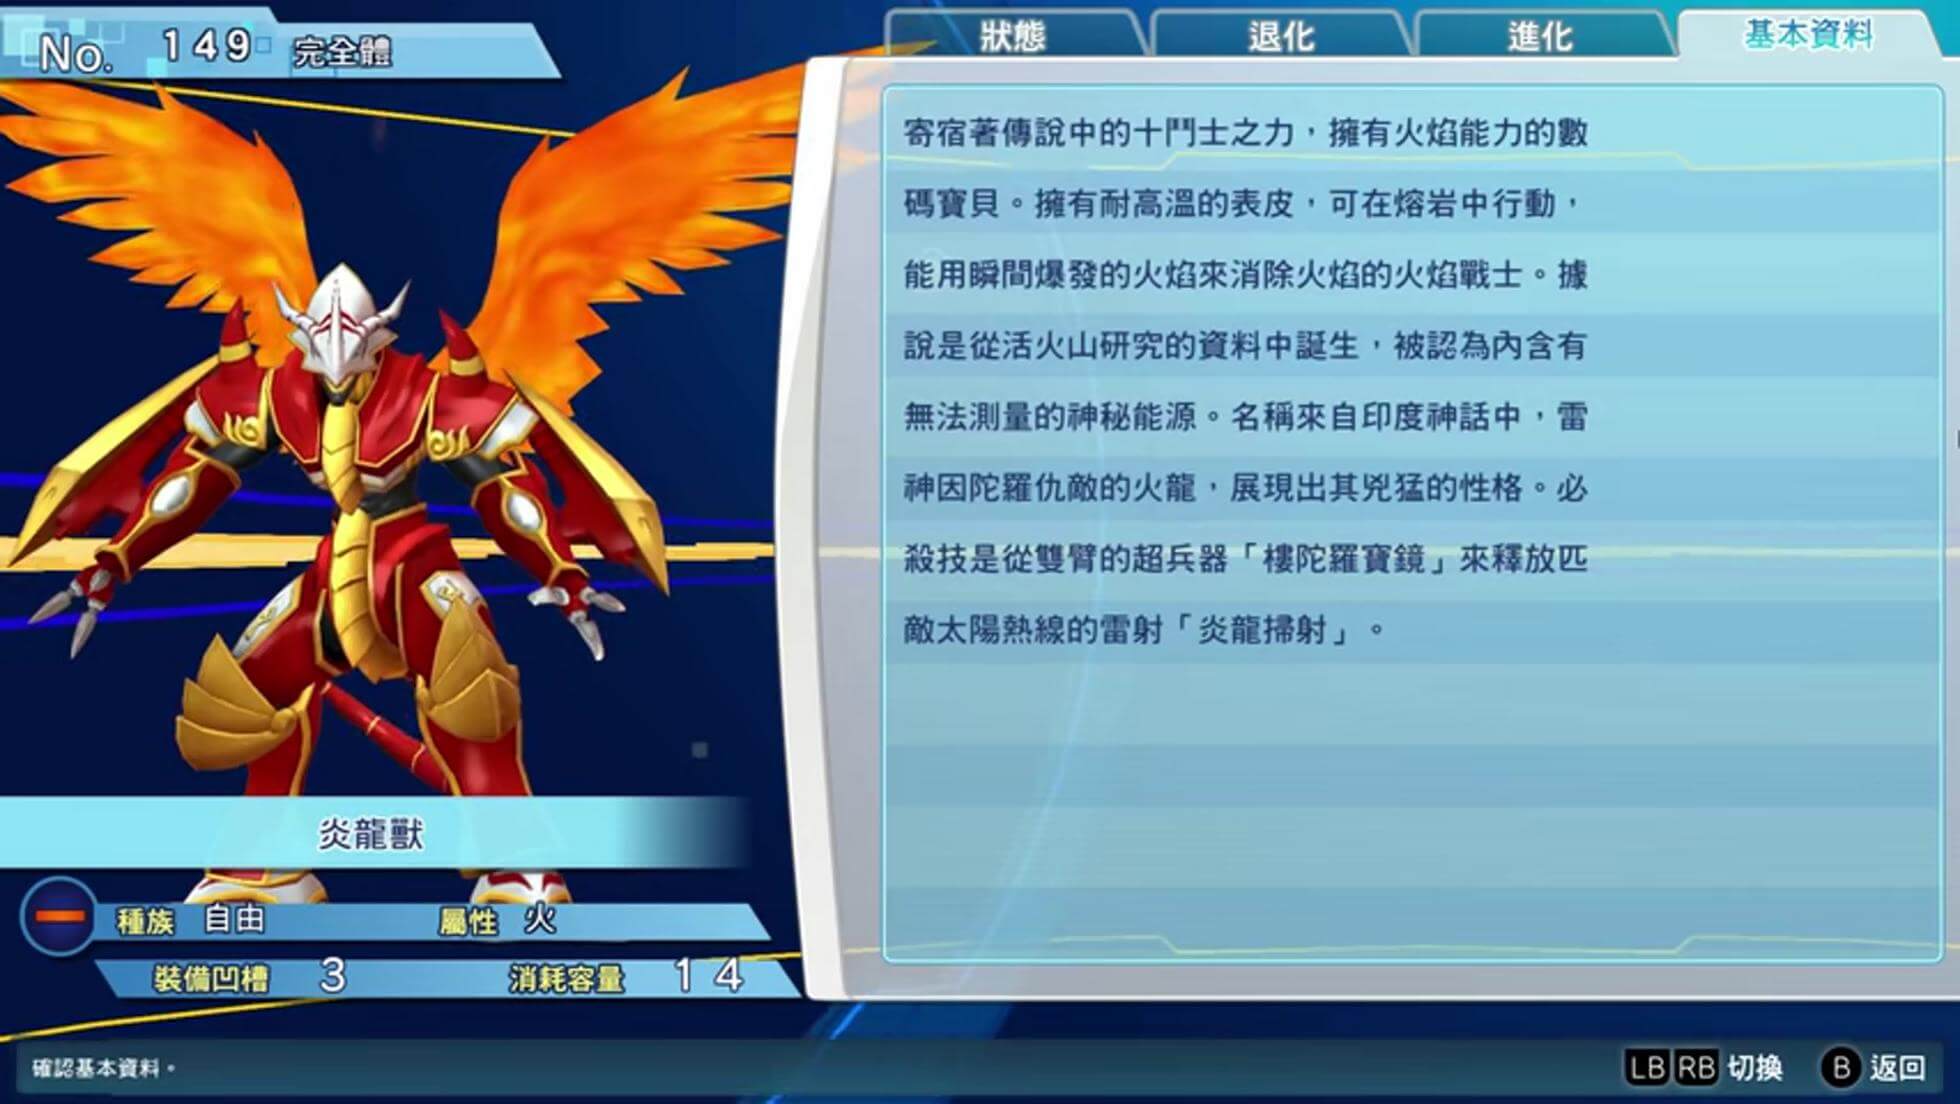 No. 149 完全體
狀態 退化 進化 基本資料
寄宿著傳說中的十鬥士之力，擁有火焰能力的數
碼寶貝。擁有耐高溫的表皮，可在熔岩中行動，
能用瞬間爆發的火焰來消除火焰的火焰戰士。據
說是從活火山研究的資料中誕生，被認為內含有
無法測量的神秘能源。名稱來自印度神話中，雷
神因陀羅仇敵的火龍，展現出其兇猛的性格。必
殺技是從雙臂的超兵器「樓陀羅寶鏡」來釋放匹
敵太陽熱線的雷射「炎龍掃射」。
炎龍獸
種族 自由 屬性 火
裝備凹槽 3 消耗容量 14
確認基本資料。
LB RB 切換 B 返回